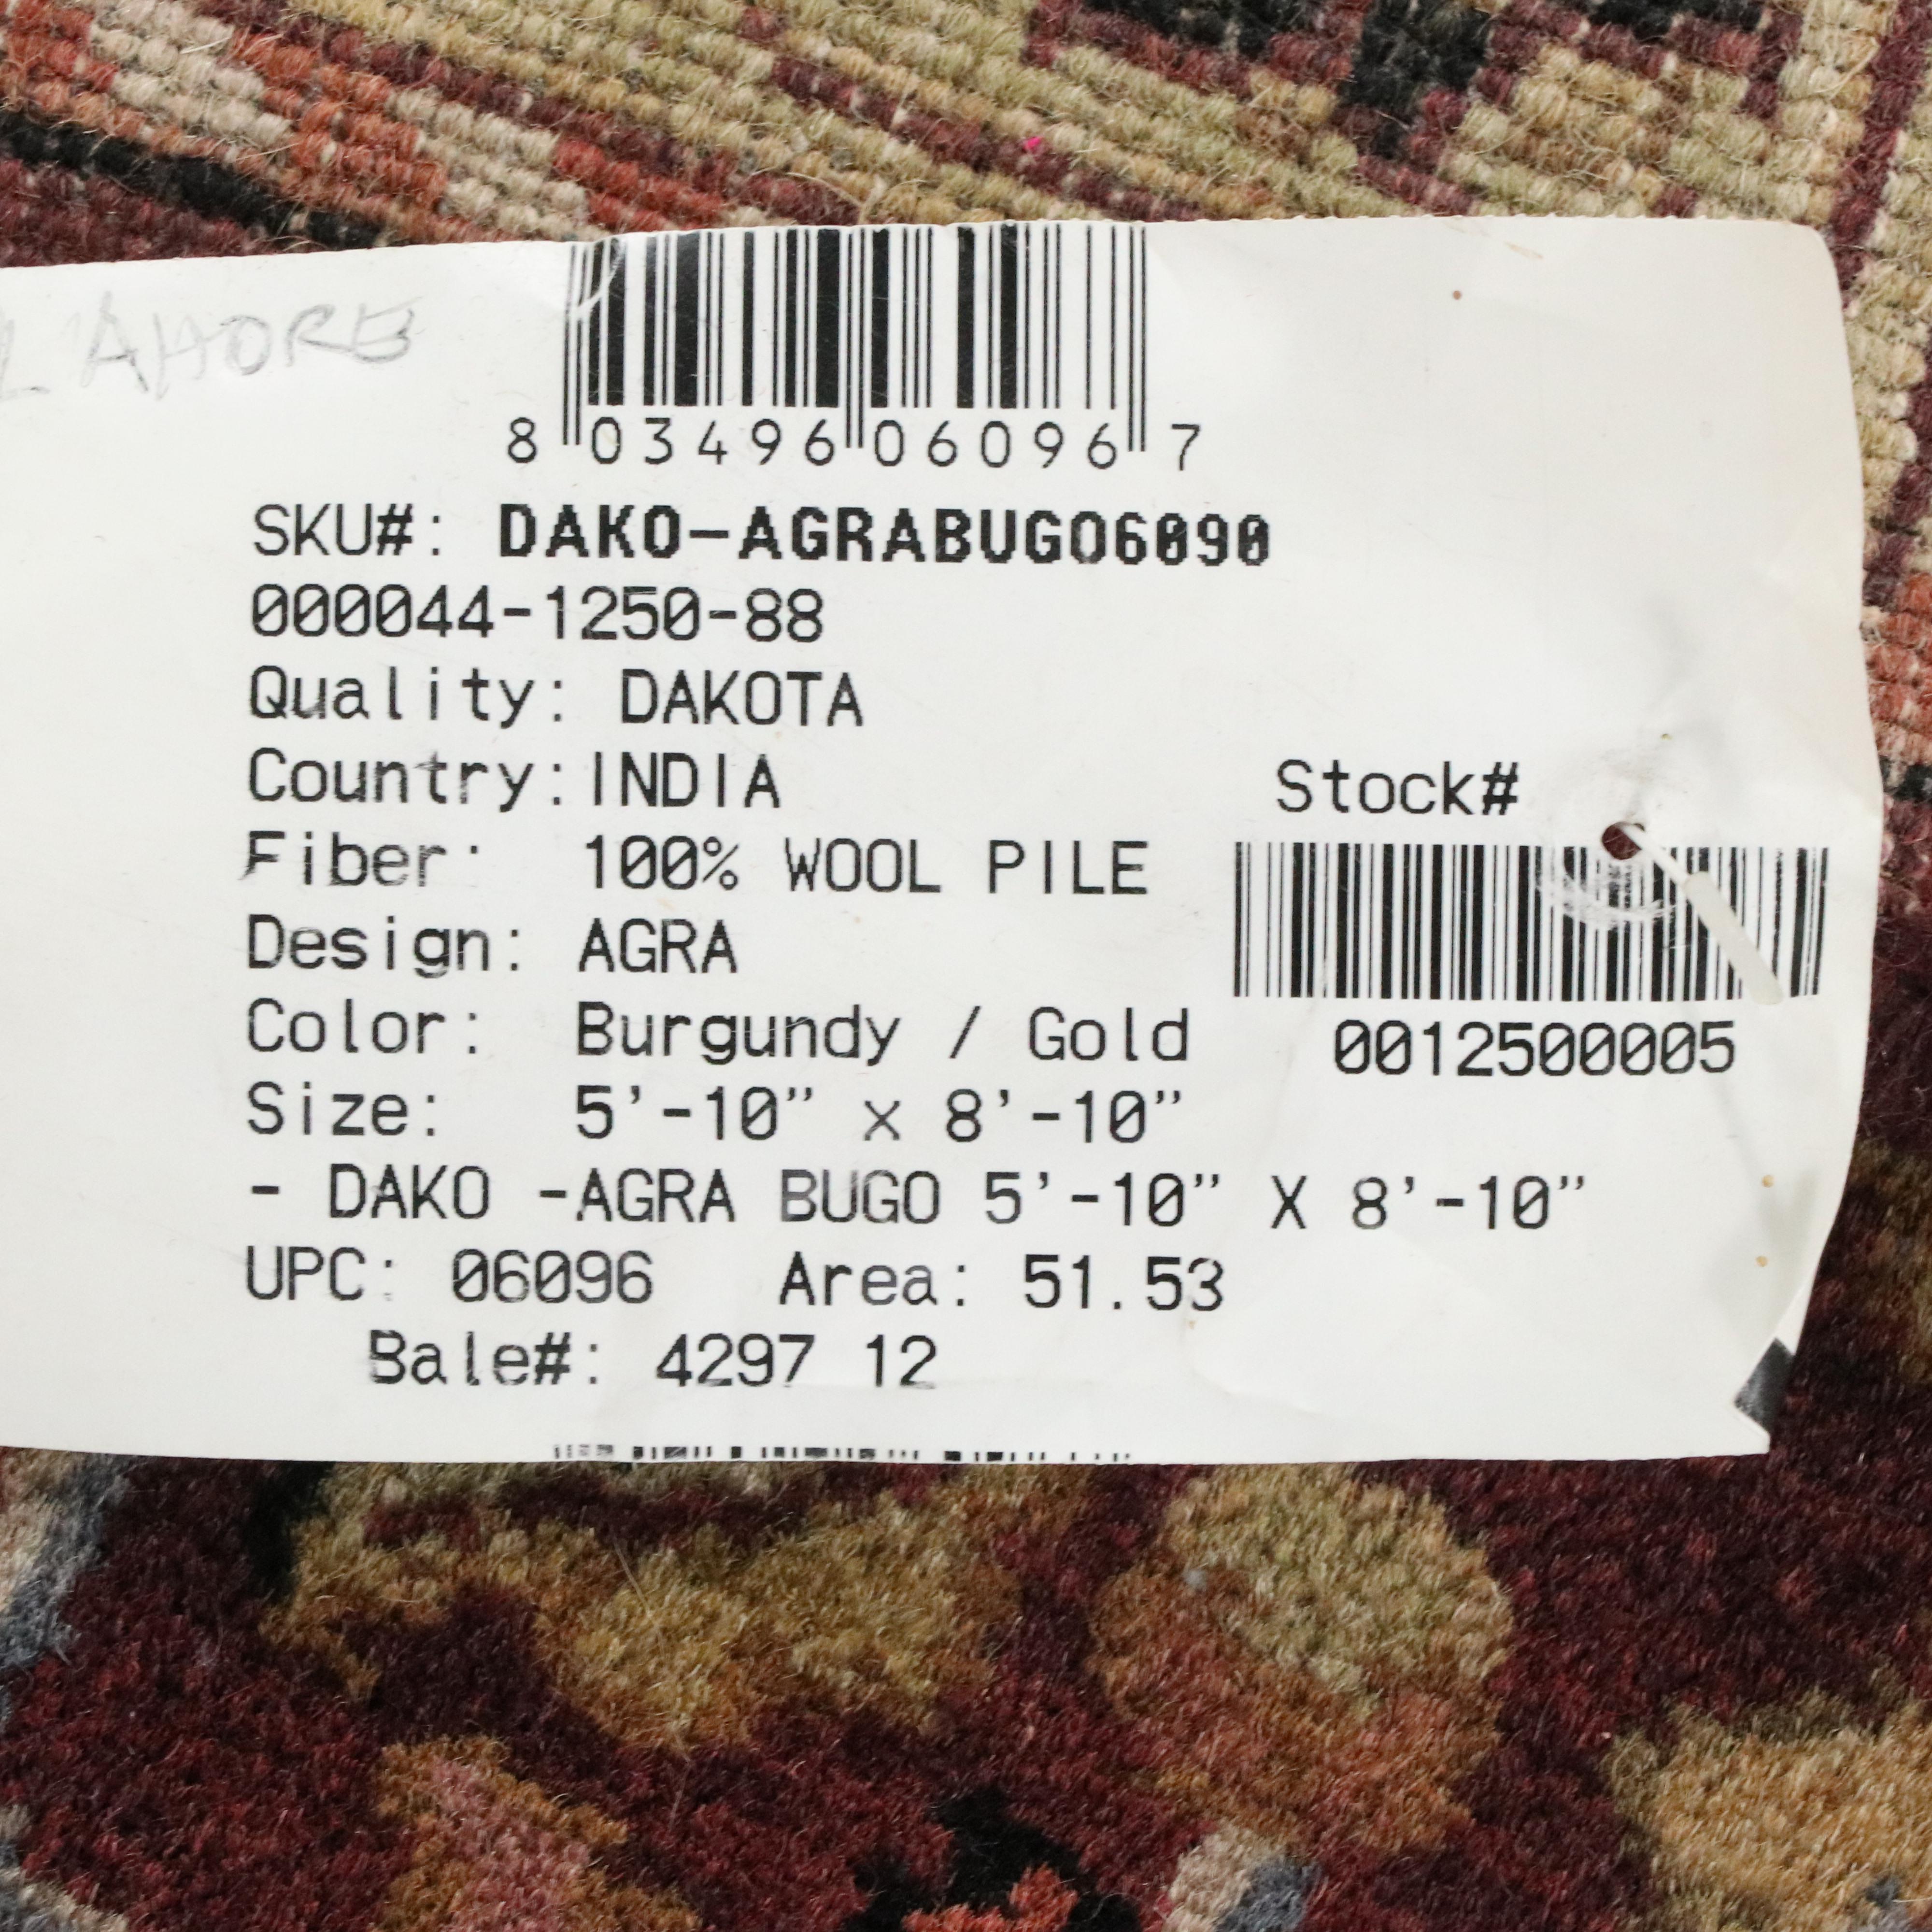 LAHORE
8 03496 06096 7
SKU#: DAKO-AGRABUGO6090
000044-1250-88
Quality: DAKOTA
Country: INDIA
Stock#
Fiber: 100% WOOL PILE
Design: AGRA
Color: Burgundy / Gold
0012500005
Size: 5'-10" x 8'-10"
- DAKO -AGRA BUGO 5'-10" X 8'-10"
UPC: 06096 Area: 51.53
Bale#: 4297 12